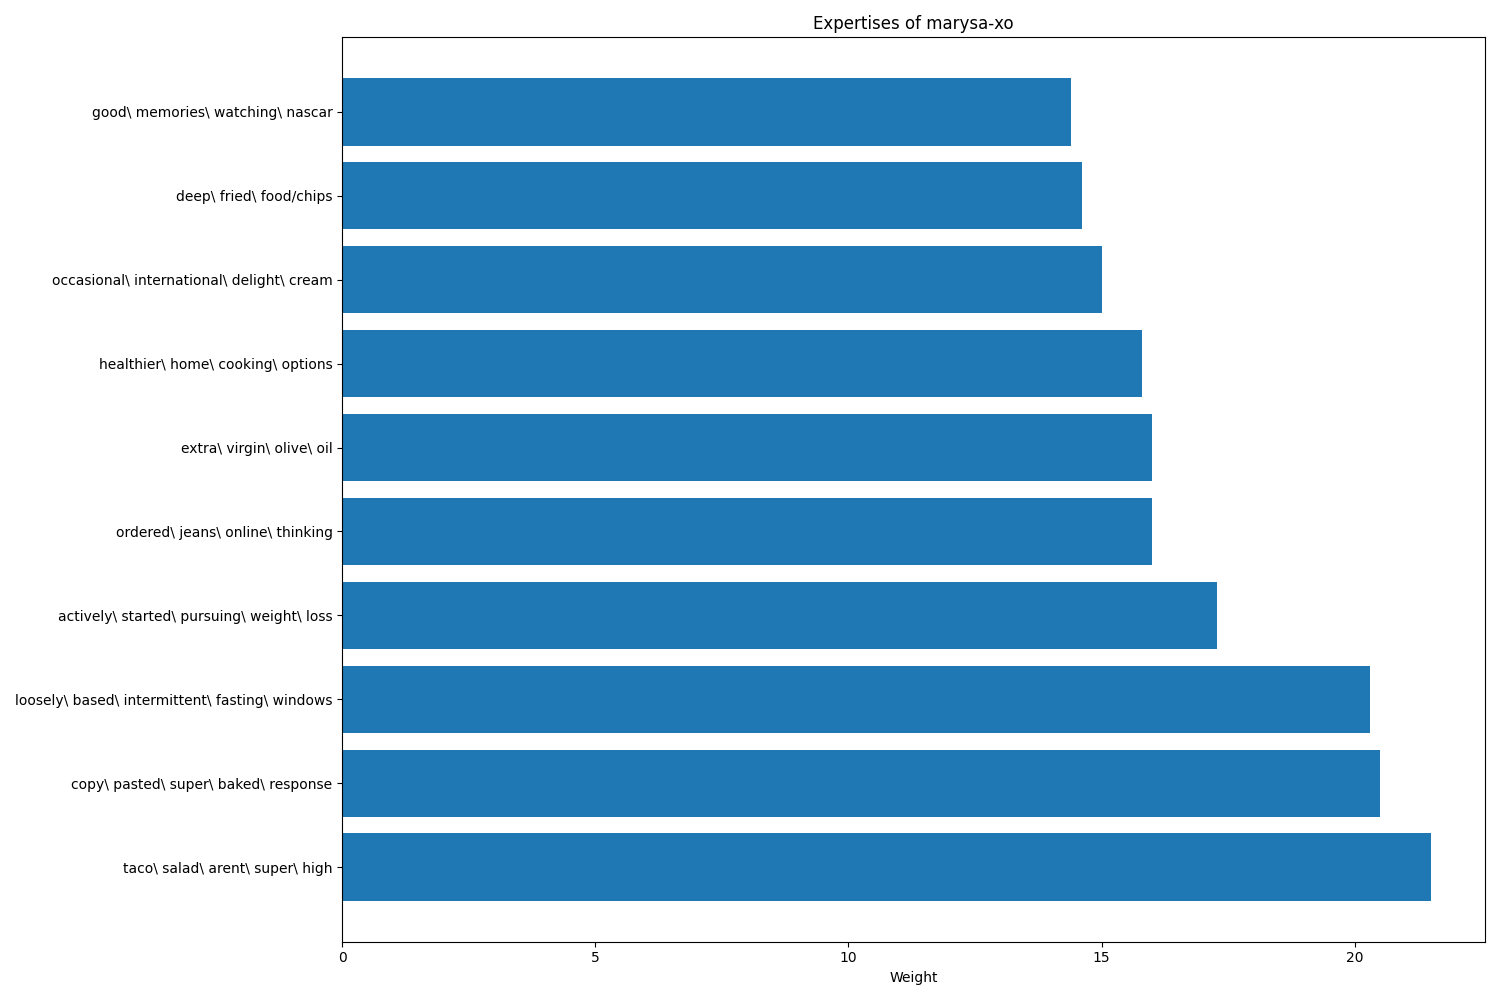 Expertises of marysa-xo
good\ memories\ watching\ nascar
deep\ fried\ food/chips
occasional\ international\ delight\ cream
healthier\ home\ cooking\ options
extra\ virgin\ olive\ oil
ordered\ jeans\ online\ thinking
actively\ started\ pursuing\ weight\ loss
loosely\ based\ intermittent\ fasting\ windows
copy\ pasted\ super\ baked\ response
taco\ salad\ arent\ super\ high
0 5 10 15 20
Weight